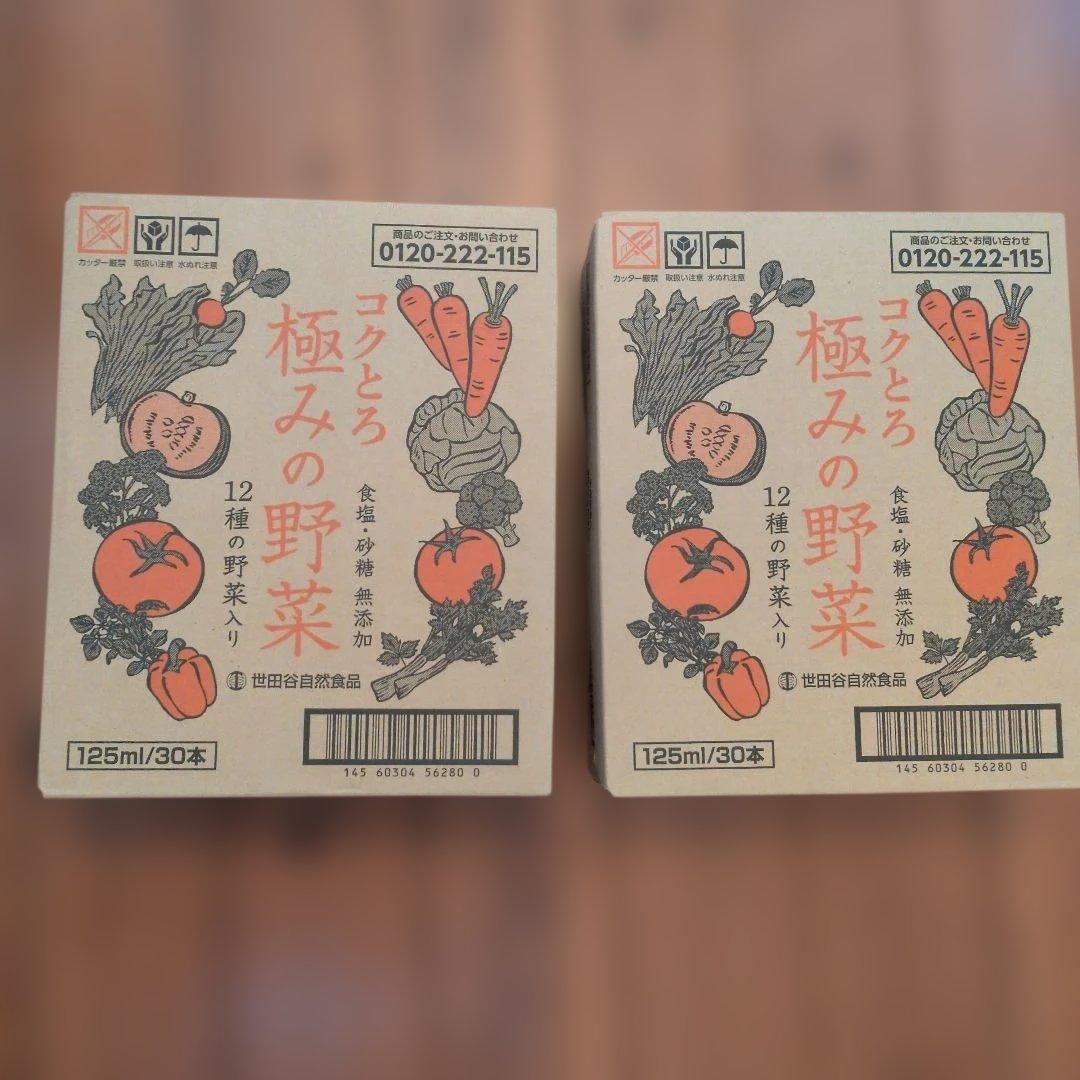 カッター厳禁
取扱い注意
水ぬれ注意
商品のご注文・お問い合わせ
0120-222-115
コクとろ
極みの野菜
食塩・砂糖 無添加
12種の野菜入り
世田谷自然食品
125ml/30本
145 60304 56280 0
カッター厳禁
取扱い注意
水ぬれ注意
商品のご注文・お問い合わせ
0120-222-115
コクとろ
極みの野菜
食塩・砂糖 無添加
12種の野菜入り
世田谷自然食品
125ml/30本
145 60304 56280 0